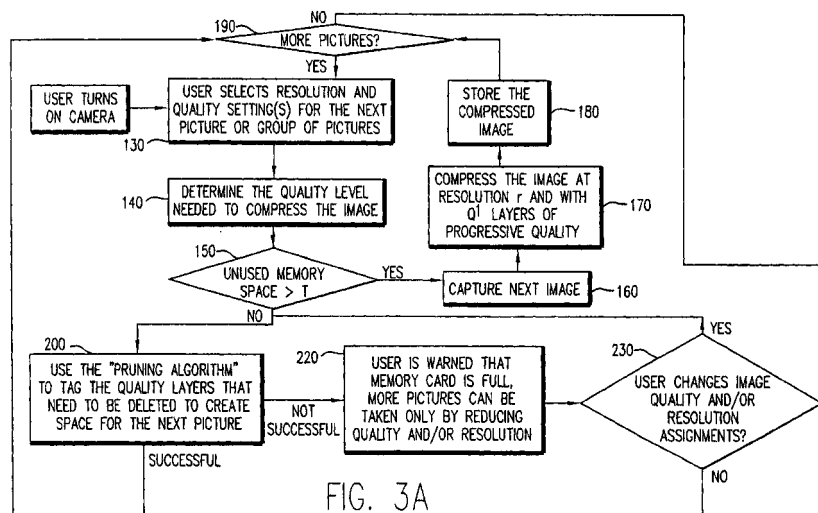 190
NO
MORE PICTURES?
YES
USER TURNS
ON CAMERA
USER SELECTS RESOLUTION AND
QUALITY SETTING(S) FOR THE NEXT
PICTURE OR GROUP OF PICTURES
130
STORE THE
COMPRESSED
IMAGE
180
140
DETERMINE THE QUALITY LEVEL
NEEDED TO COMPRESS THE IMAGE
COMPRESS THE IMAGE AT
RESOLUTION r AND WITH
Q¹ LAYERS OF
PROGRESSIVE QUALITY
170
150
UNUSED MEMORY
SPACE > T
YES
CAPTURE NEXT IMAGE
160
NO
YES
200
USE THE "PRUNING ALGORITHM"
TO TAG THE QUALITY LAYERS THAT
NEED TO BE DELETED TO CREATE
SPACE FOR THE NEXT PICTURE
NOT
SUCCESSFUL
SUCCESSFUL
220
USER IS WARNED THAT
MEMORY CARD IS FULL,
MORE PICTURES CAN BE
TAKEN ONLY BY REDUCING
QUALITY AND/OR RESOLUTION
230
USER CHANGES IMAGE
QUALITY AND/OR
RESOLUTION
ASSIGNMENTS?
NO
FIG. 3A